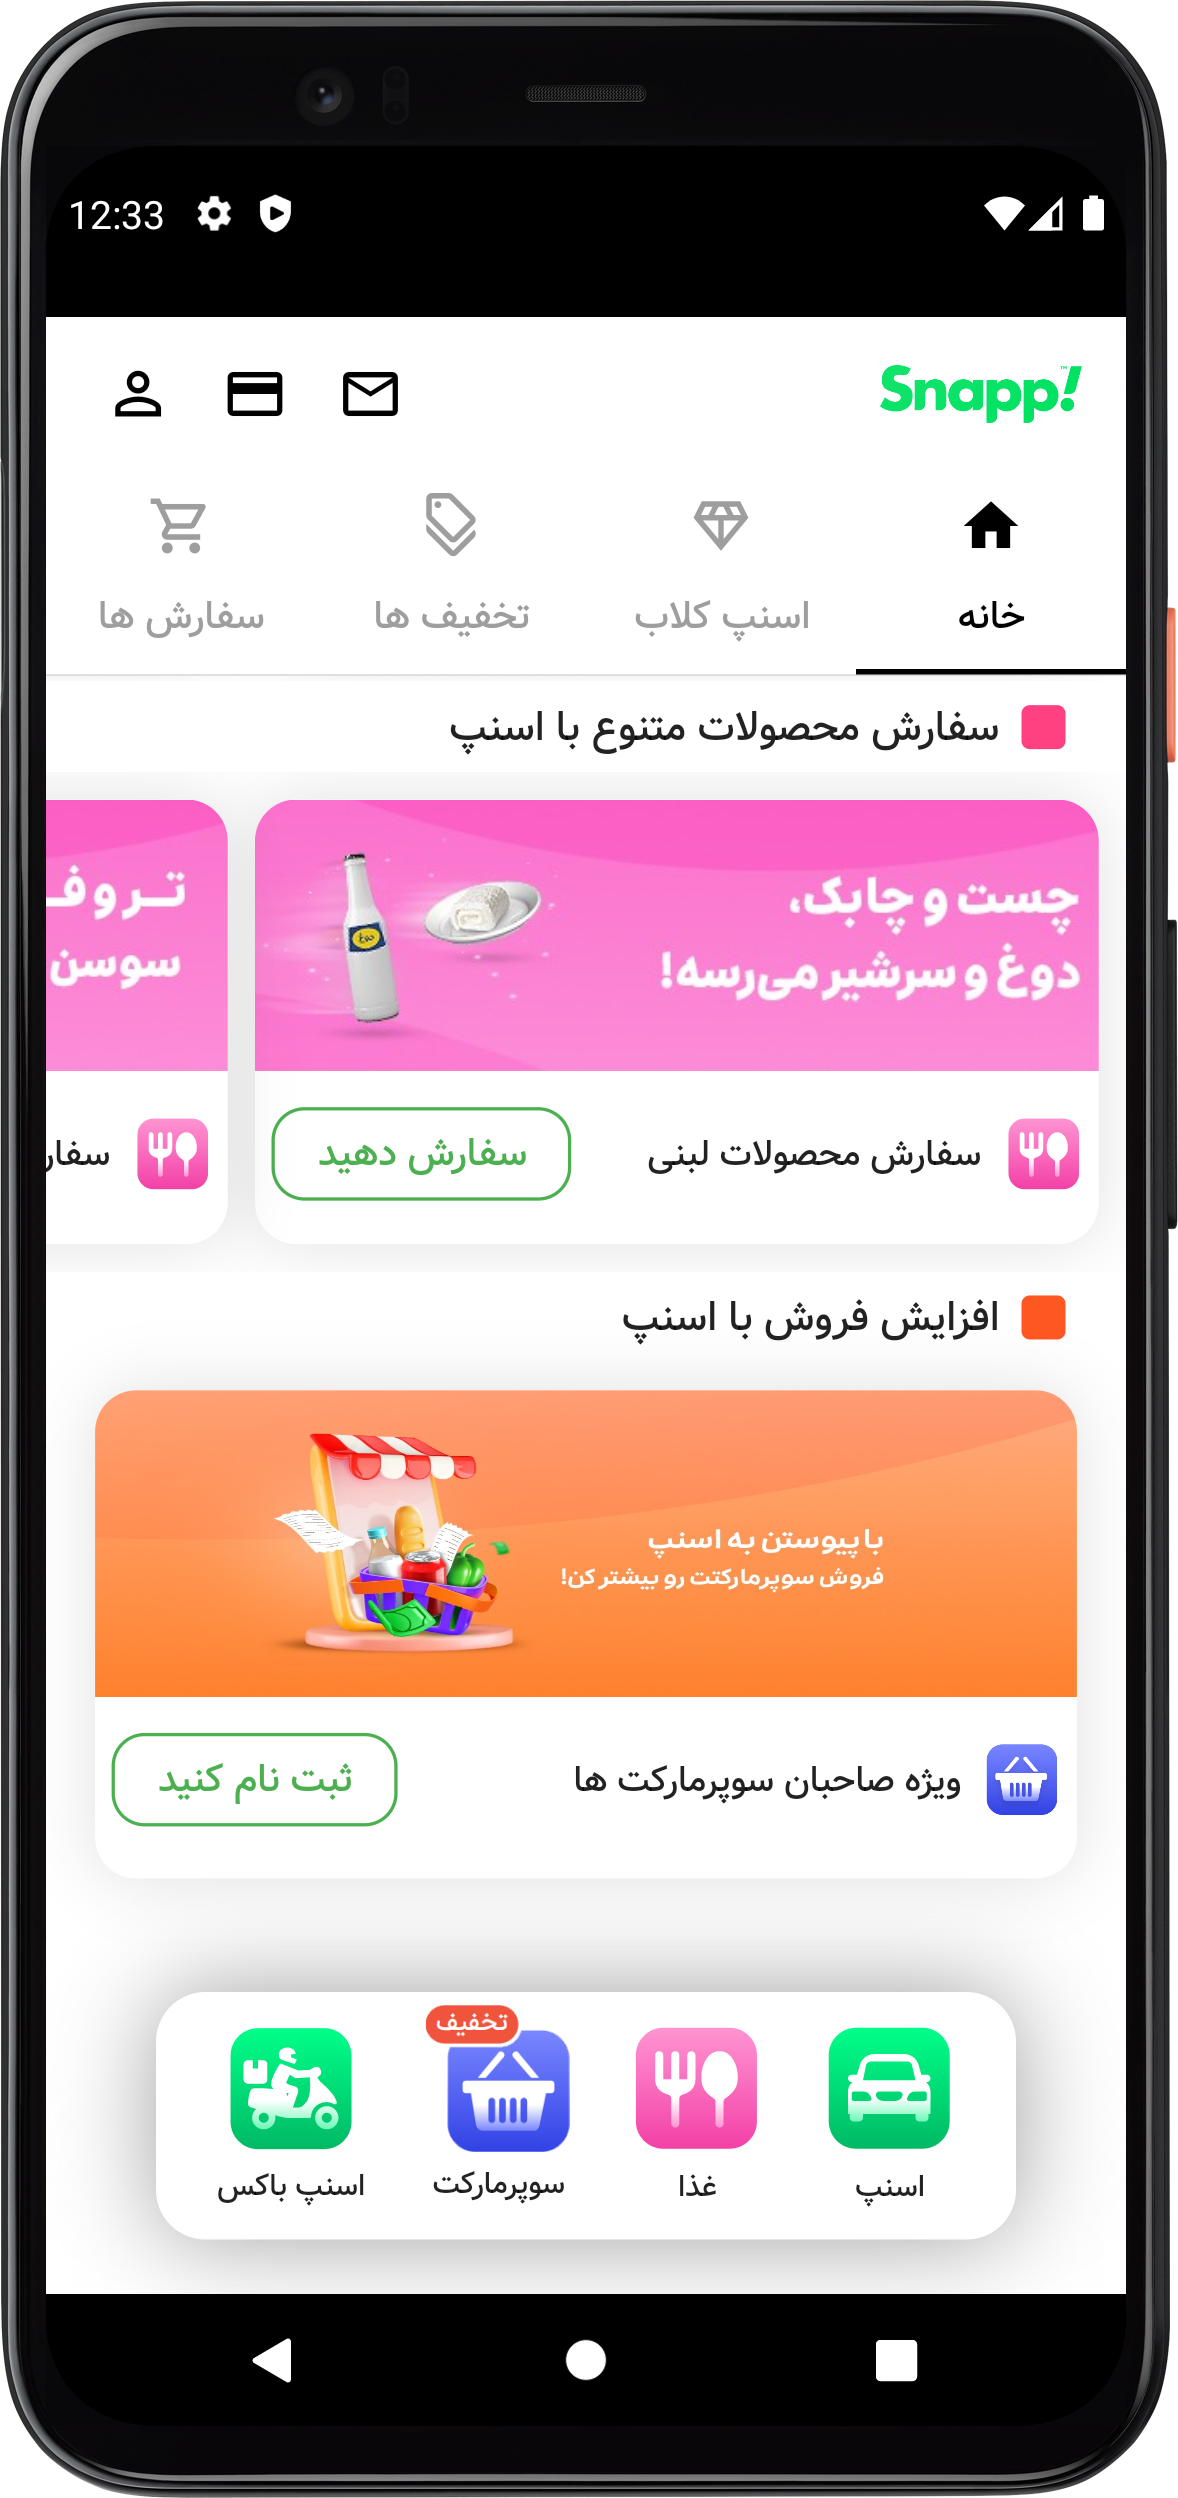 12:33
Snapp!
خانه
اسنپ کلاب
تخفیف ها
سفارش ها
سفارش محصولات متنوع با اسنپ
چست و چابک،
دوغ و سرشیر می‌رسه!
سفارش محصولات لبنی
سفارش دهید
تـروفـ
سوسن
سفار
افزایش فروش با اسنپ
با پیوستن به اسنپ
فروش سوپرمارکتت رو بیشتر کن!
ویژه صاحبان سوپرمارکت ها
ثبت نام کنید
تخفیف
اسنپ
غذا
سوپرمارکت
اسنپ باکس